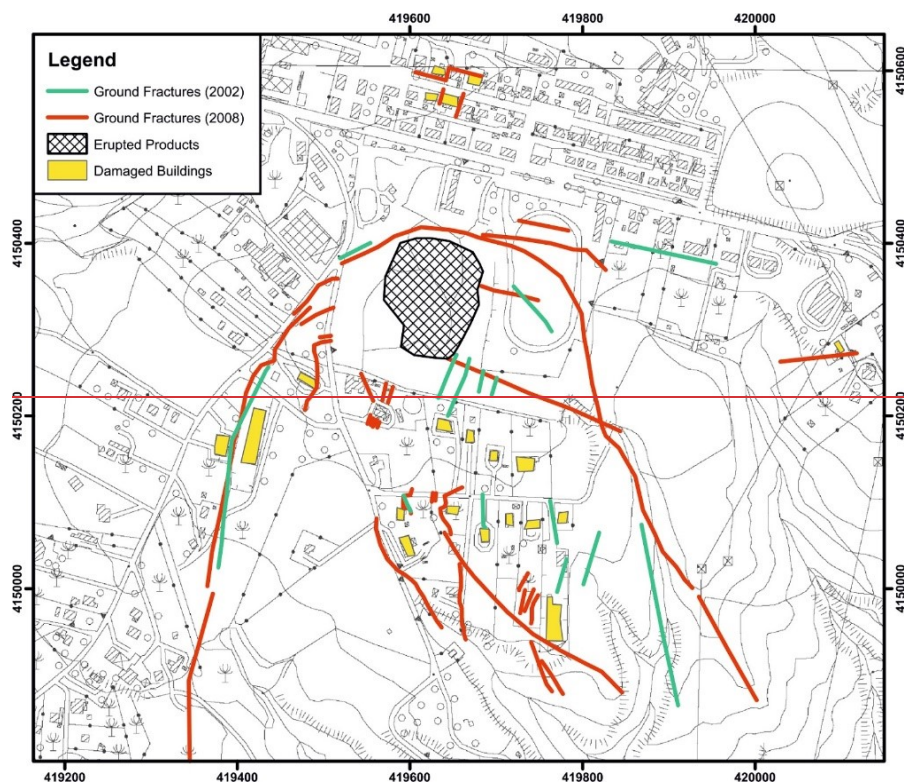 419600 419800 420000
Legend
Ground Fractures (2002)
Ground Fractures (2008)
Erupted Products
Damaged Buildings
4150600
4150600
4150400
4150400
4150200
4150200
4150000
4150000
419200 419400 419600 419800 420000